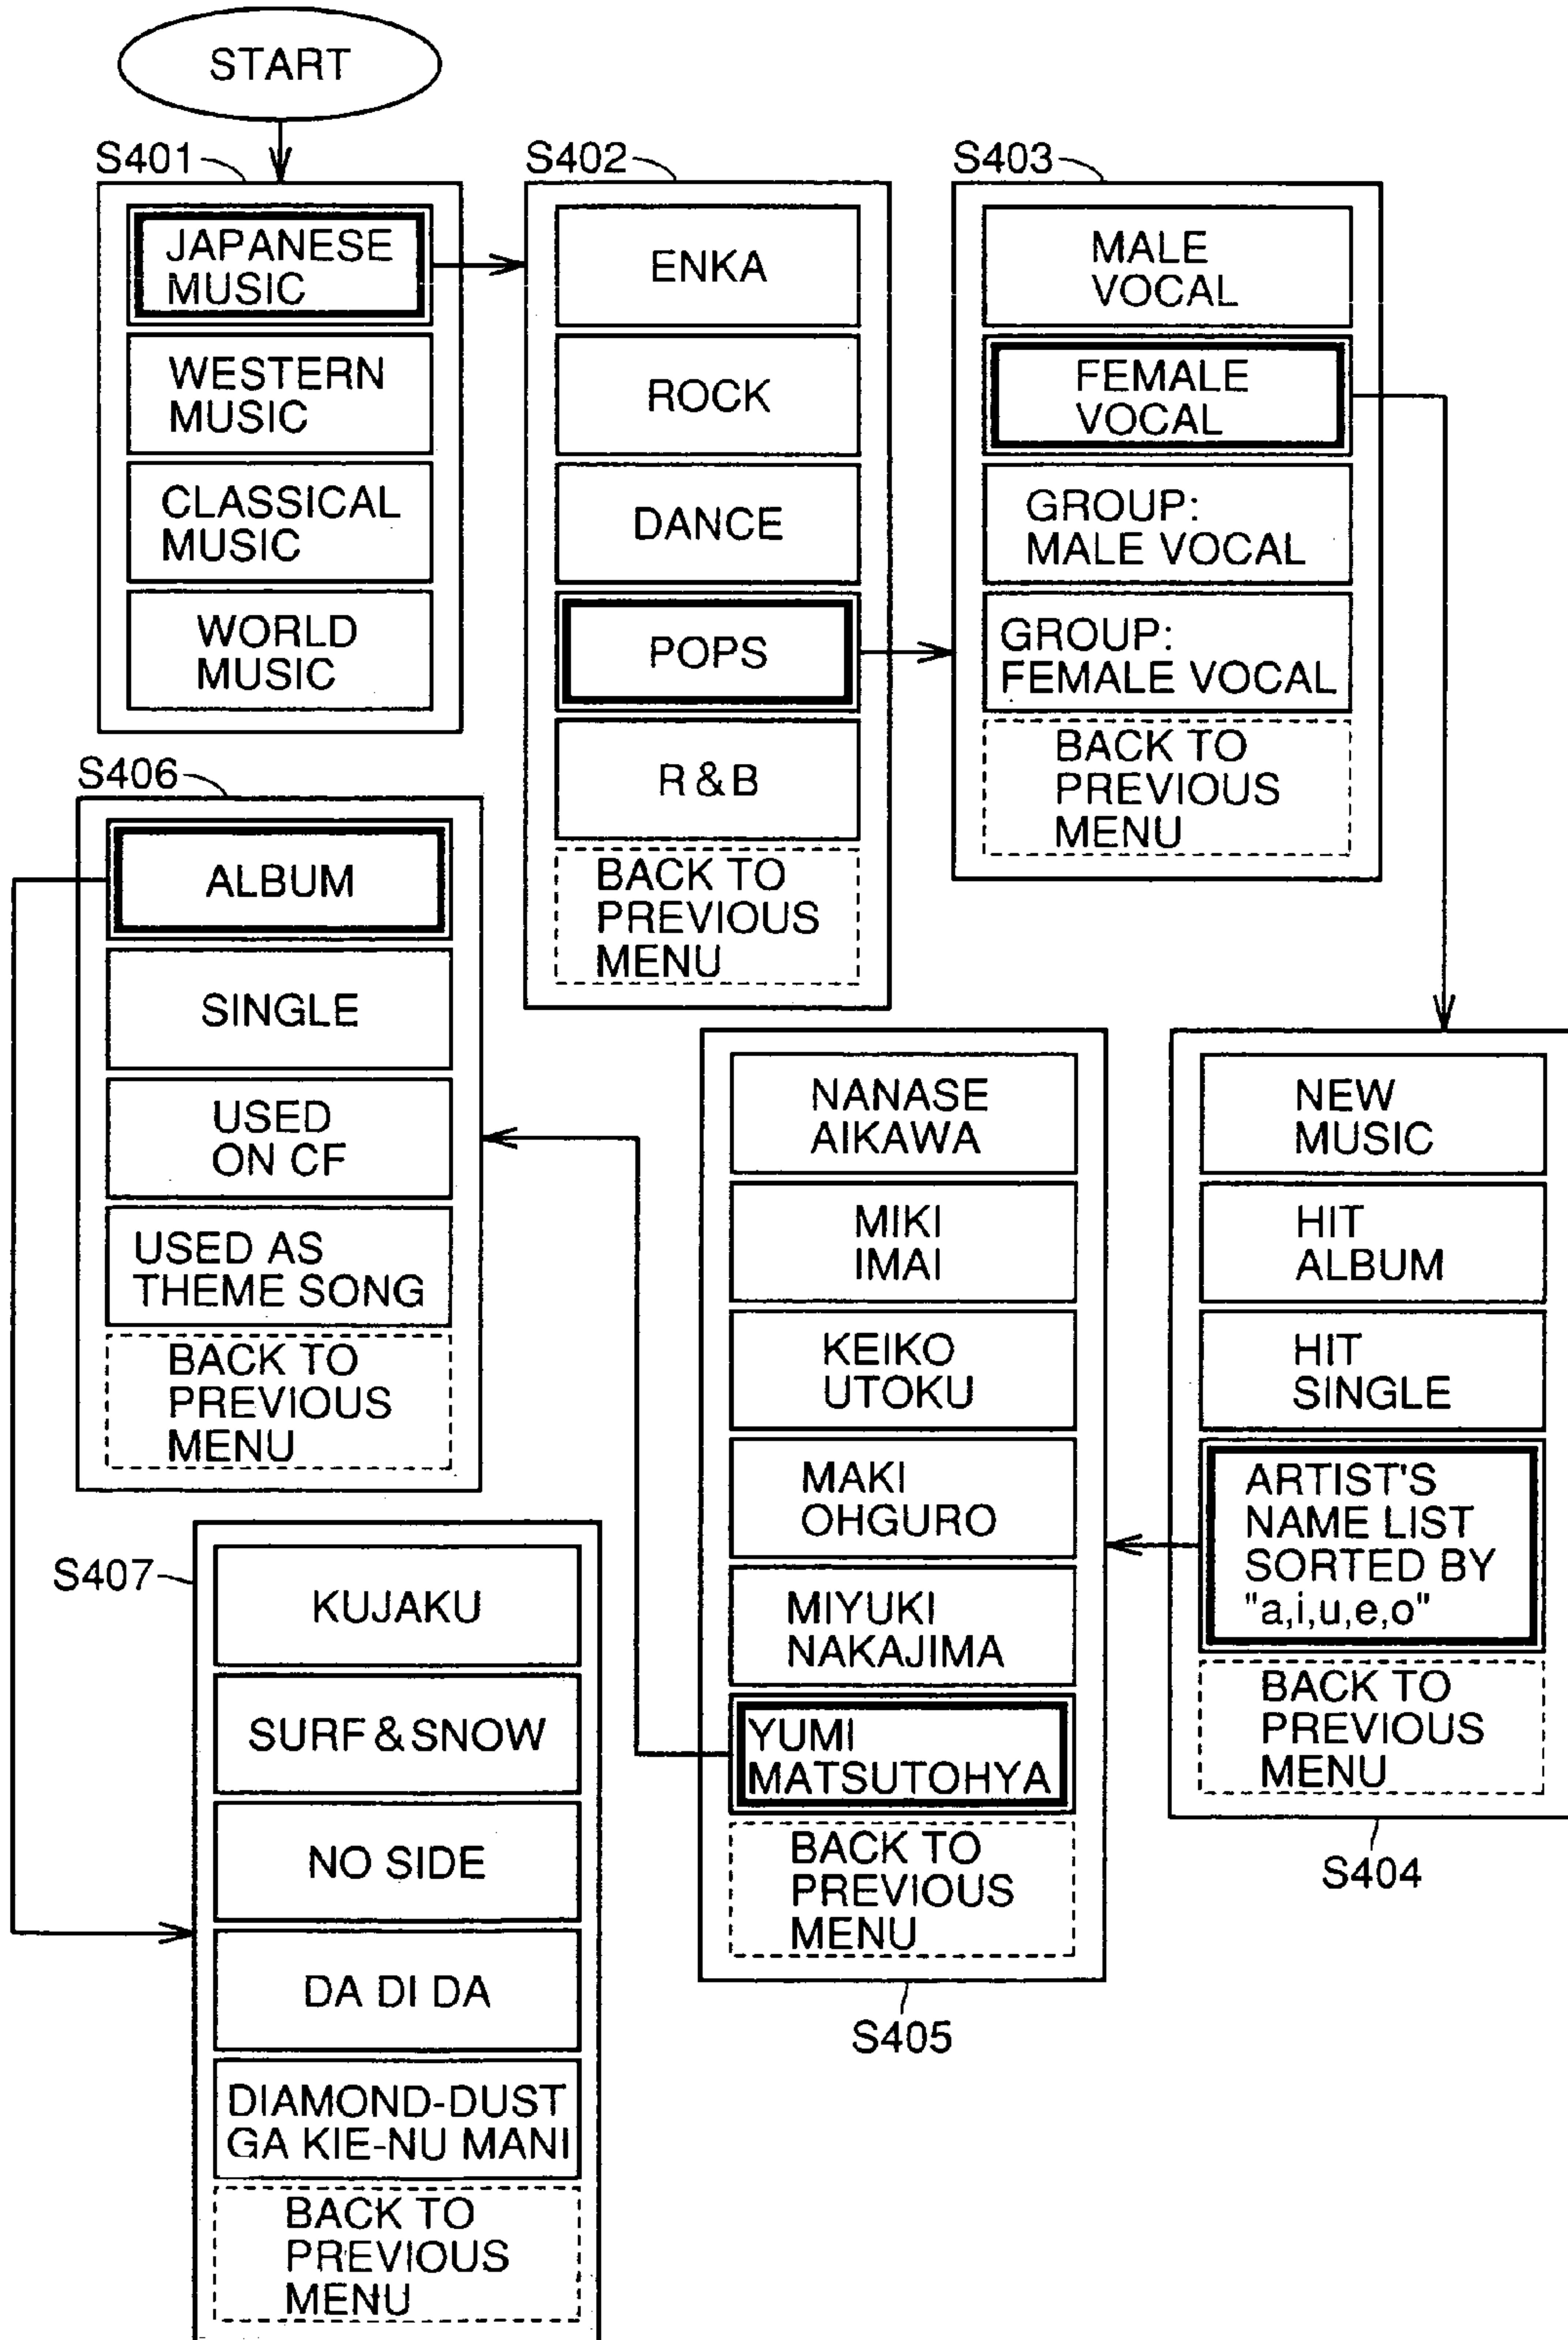 START
S401
JAPANESE
MUSIC
WESTERN
MUSIC
CLASSICAL
MUSIC
WORLD
MUSIC
S402
ENKA
ROCK
DANCE
POPS
R&B
BACK TO
PREVIOUS
MENU
S403
MALE
VOCAL
FEMALE
VOCAL
GROUP:
MALE VOCAL
GROUP:
FEMALE VOCAL
BACK TO
PREVIOUS
MENU
NEW
MUSIC
HIT
ALBUM
HIT
SINGLE
ARTIST'S
NAME LIST
SORTED BY
"a,i,u,e,o"
BACK TO
PREVIOUS
MENU
S404
NANASE
AIKAWA
MIKI
IMAI
KEIKO
UTOKU
MAKI
OHGURO
MIYUKI
NAKAJIMA
YUMI
MATSUTOHYA
BACK TO
PREVIOUS
MENU
S405
S406
ALBUM
SINGLE
USED
ON CF
USED AS
THEME SONG
BACK TO
PREVIOUS
MENU
S407
KUJAKU
SURF&SNOW
NO SIDE
DA DI DA
DIAMOND-DUST
GA KIE-NU MANI
BACK TO
PREVIOUS
MENU